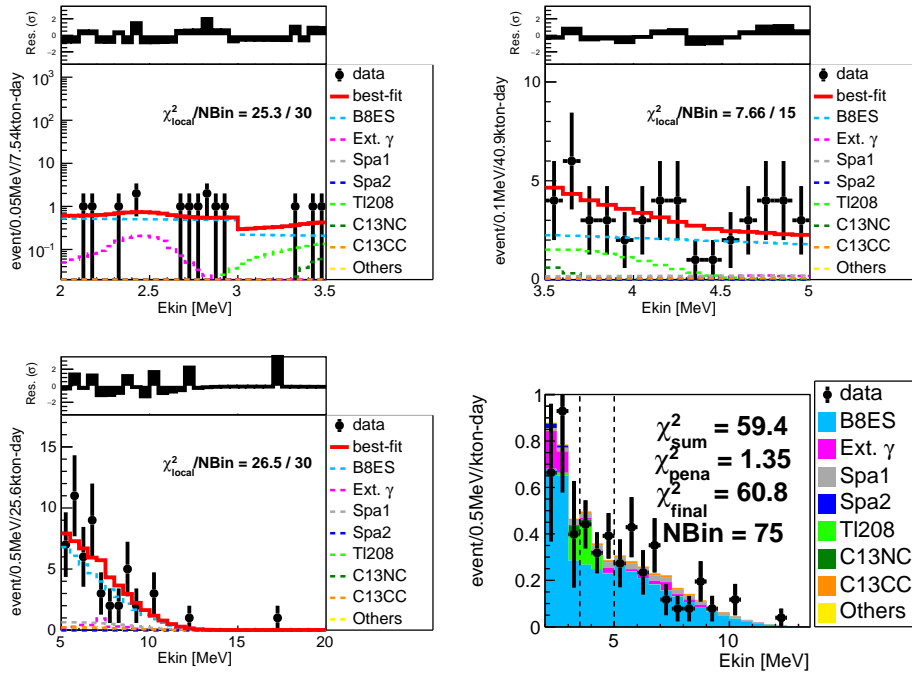 Res. (σ)
2
0
−2
event/0.05MeV/7.54kton-day
10³
10²
10
1
10⁻¹
χ²local/NBin = 25.3 / 30
2 2.5 3 3.5
Ekin [MeV]
data
best-fit
B8ES
Ext. γ
Spa1
Spa2
Tl208
C13NC
C13CC
Others
Res. (σ)
2
0
−2
event/0.1MeV/40.9kton-day
10
5
0
χ²local/NBin = 7.66 / 15
3.5 4 4.5 5
Ekin [MeV]
data
best-fit
B8ES
Ext. γ
Spa1
Spa2
Tl208
C13NC
C13CC
Others
Res. (σ)
2
0
−2
event/0.5MeV/25.6kton-day
15
10
5
0
χ²local/NBin = 26.5 / 30
5 10 15 20
Ekin [MeV]
data
best-fit
B8ES
Ext. γ
Spa1
Spa2
Tl208
C13NC
C13CC
Others
event/0.5MeV/kton-day
1
0.8
0.6
0.4
0.2
0
χ²sum = 59.4
χ²pena = 1.35
χ²final = 60.8
NBin = 75
5 10
Ekin [MeV]
data
B8ES
Ext. γ
Spa1
Spa2
Tl208
C13NC
C13CC
Others